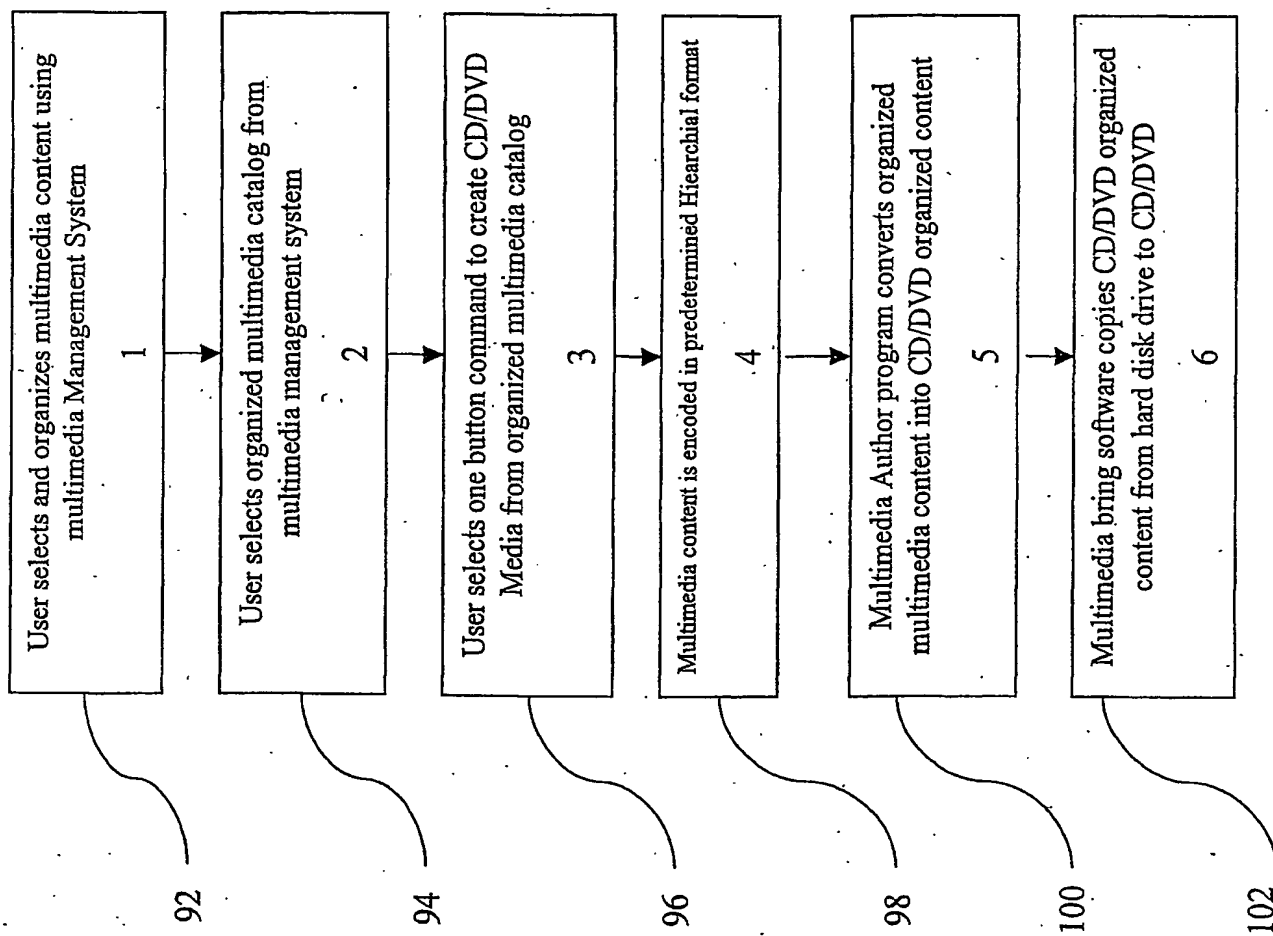 User selects and organizes multimedia content using
multimedia Management System
1
92
User selects organized multimedia catalog from
multimedia management system
2
94
User selects one button command to create CD/DVD
Media from organized multimedia catalog
3
96
Multimedia content is encoded in predetermined Hiearchial format
4
98
Multimedia Author program converts organized
multimedia content into CD/DVD organized content
5
100
Multimedia bring software copies CD/DVD organized
content from hard disk drive to CD/DVD
6
102